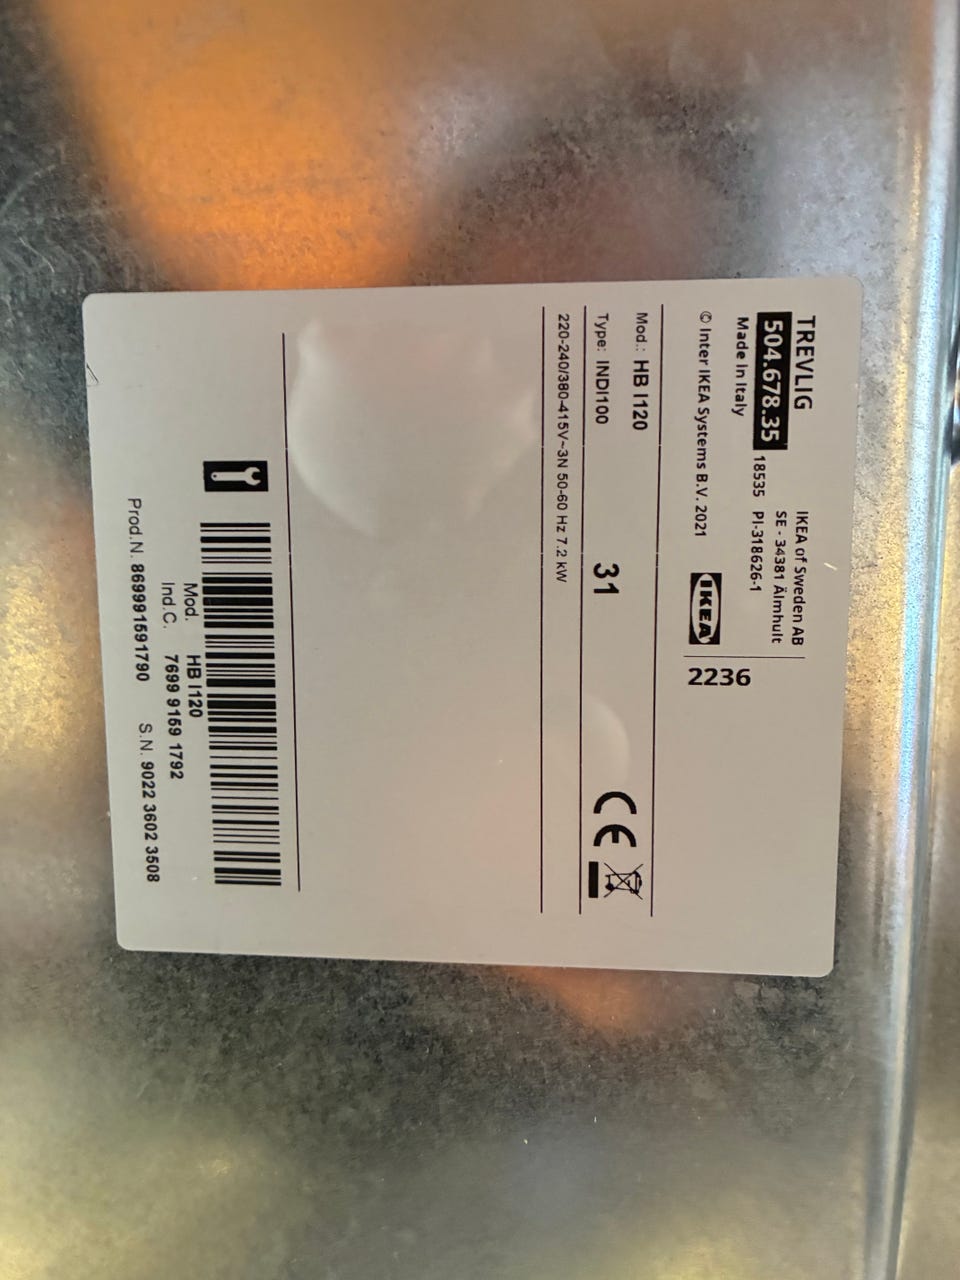 TREVLIG
504.678.35 18535 PI-318626-1
Made in Italy
IKEA of Sweden AB
SE - 34381 Älmhult
© Inter IKEA Systems B.V. 2021
IKEA
2236
Mod.: HB I120
Type: INDI100
31
CE
220-240/380-415V~3N 50-60 Hz 7.2 kW
Mod. HB I120
Ind.C. 7699 9159 1792
Prod.N. 869991591790 S.N. 9022 3602 3508